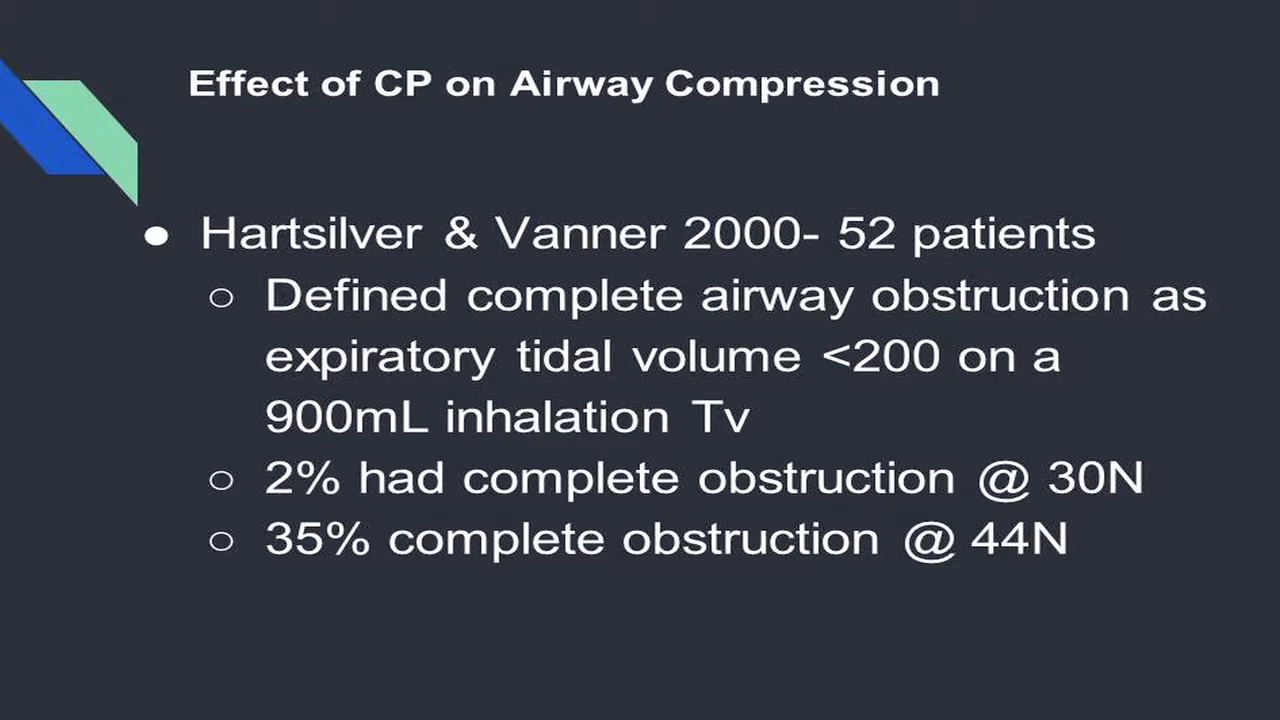 Effect of CP on Airway Compression
● Hartsilver & Vanner 2000- 52 patients
○ Defined complete airway obstruction as
expiratory tidal volume <200 on a
900mL inhalation Tv
○ 2% had complete obstruction @ 30N
○ 35% complete obstruction @ 44N